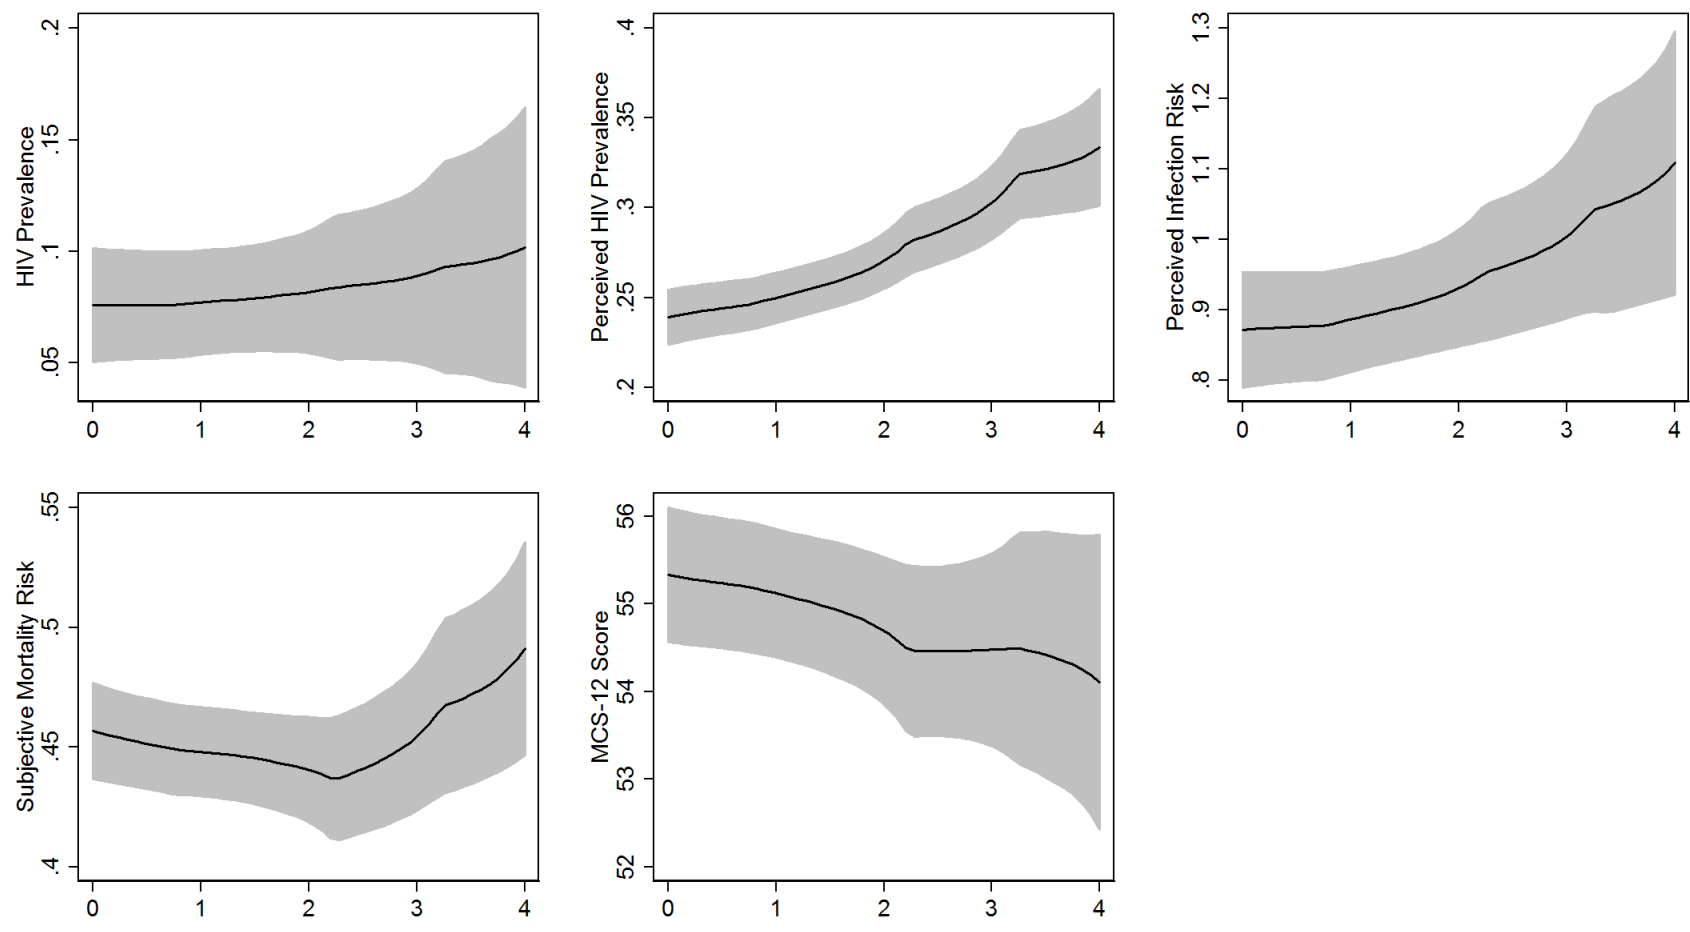 HIV Prevalence
.2
.15
.1
.05
0 1 2 3 4
Perceived HIV Prevalence
.4
.35
.3
.25
.2
0 1 2 3 4
Perceived Infection Risk
1.3
1.2
1.1
1
.9
.8
0 1 2 3 4
Subjective Mortality Risk
.55
.5
.45
.4
0 1 2 3 4
MCS-12 Score
56
55
54
53
52
0 1 2 3 4